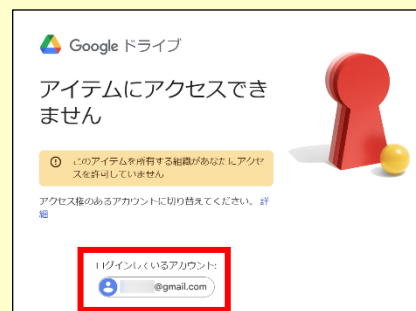 Google ドライブ
アイテムにアクセスでき
ません
このアイテムを所有する組織があなたにアクセ
スを許可していません
アクセス権のあるアカウントに切り替えてください。 詳
細
ログインしているアカウント:
@gmail.com